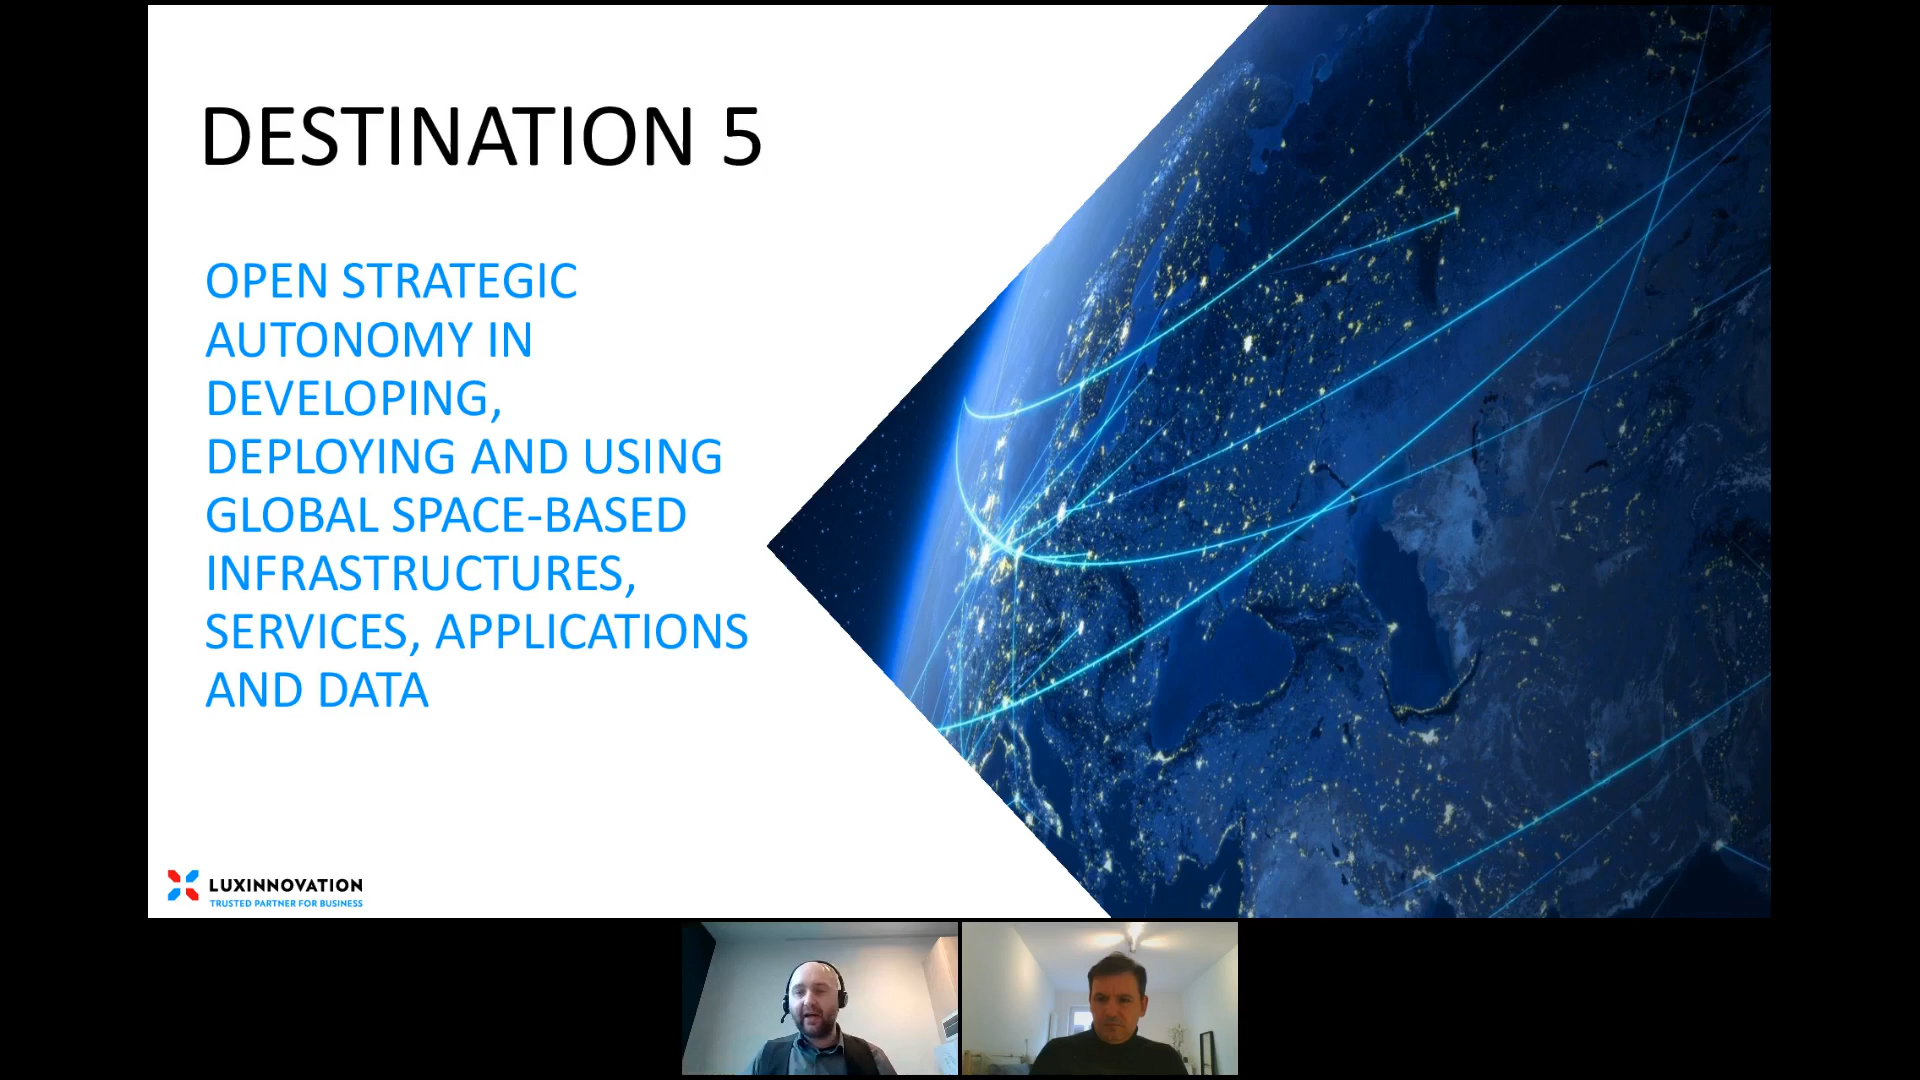 DESTINATION 5
OPEN STRATEGIC
AUTONOMY IN
DEVELOPING,
DEPLOYING AND USING
GLOBAL SPACE-BASED
INFRASTRUCTURES,
SERVICES, APPLICATIONS
AND DATA
LUXINNOVATION
TRUSTED PARTNER FOR BUSINESS